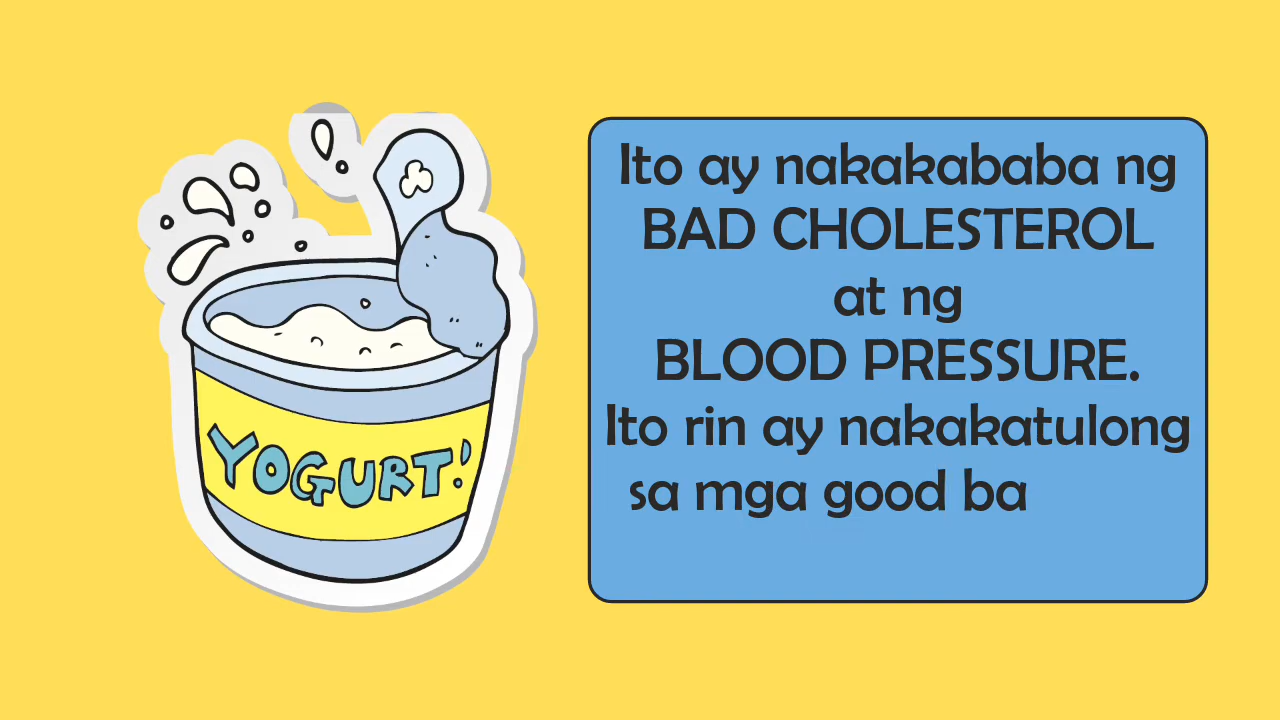 YOGURT!
Ito ay nakakababa ng
BAD CHOLESTEROL
at ng
BLOOD PRESSURE.
Ito rin ay nakakatulong
sa mga good ba